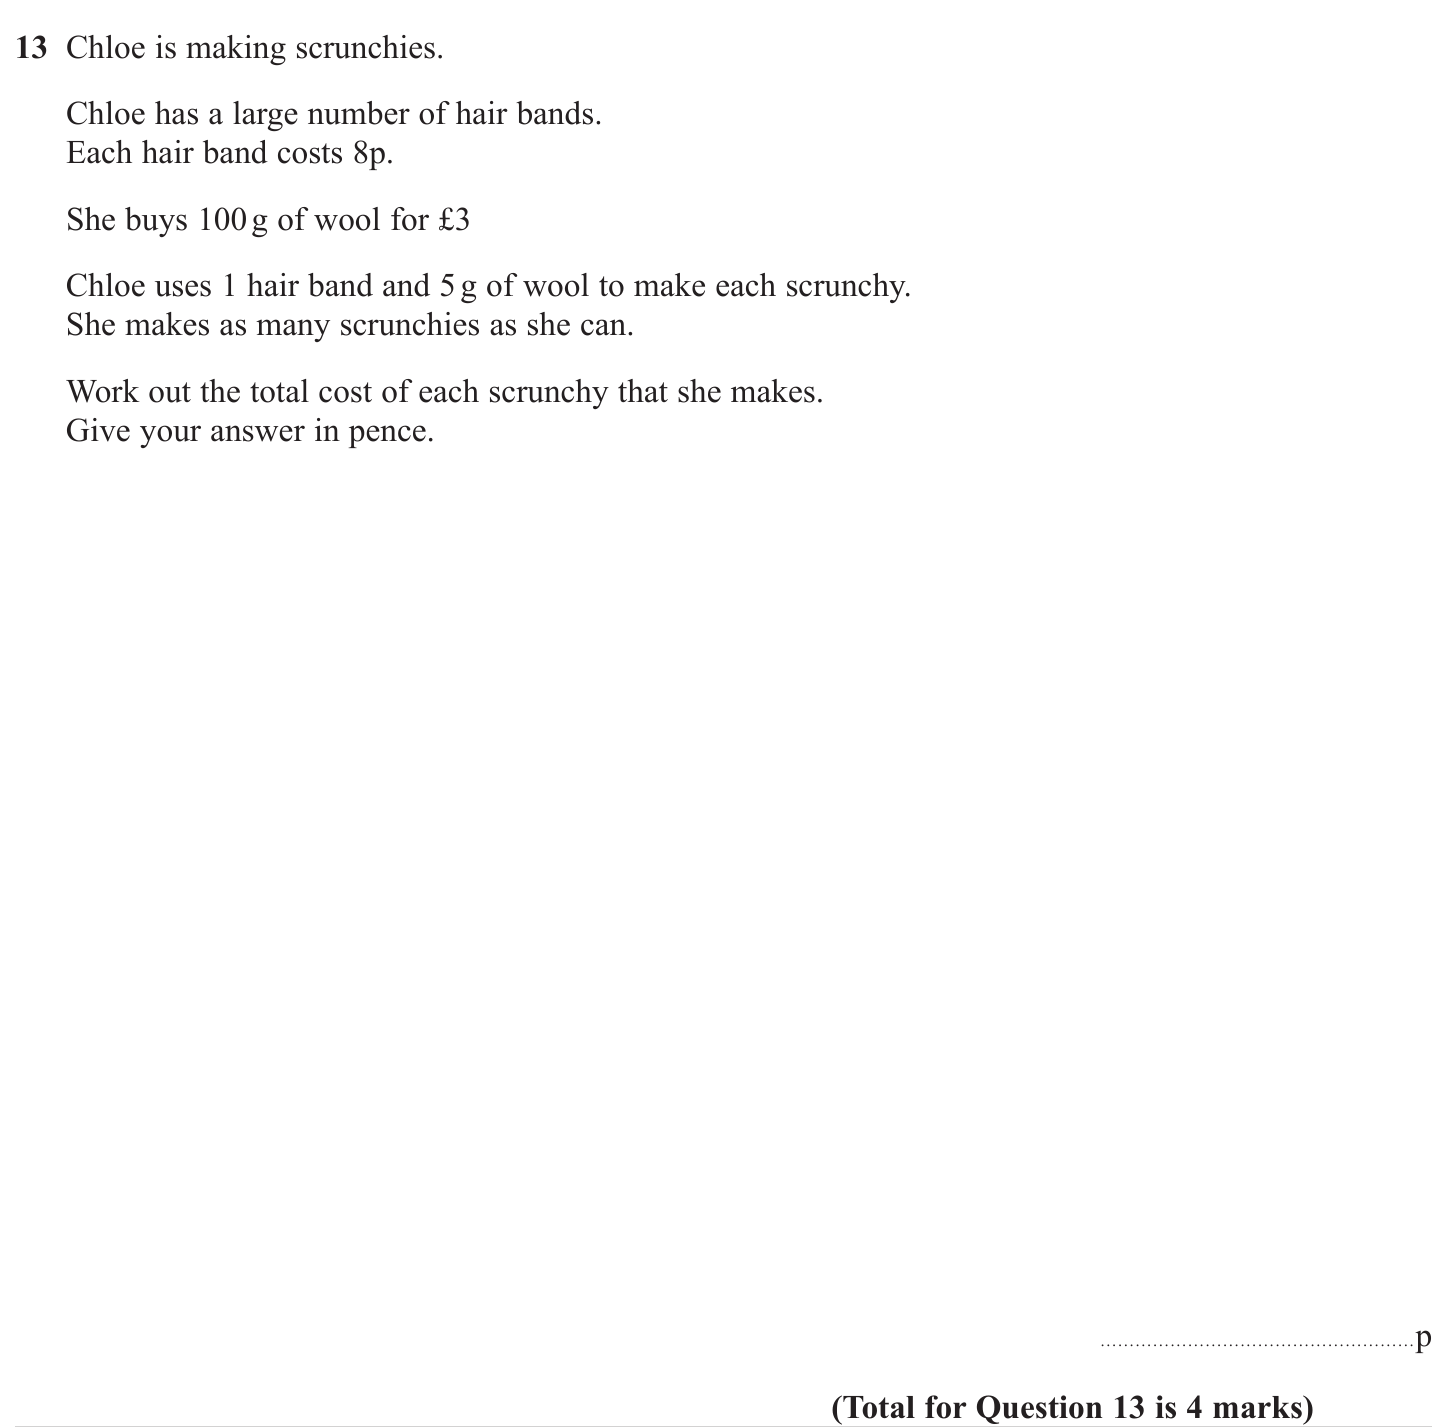 13 Chloe is making scrunchies.
Chloe has a large number of hair bands.
Each hair band costs 8p.
She buys 100 g of wool for £3
Chloe uses 1 hair band and 5 g of wool to make each scrunchy.
She makes as many scrunchies as she can.
Work out the total cost of each scrunchy that she makes.
Give your answer in pence.
......................................................p
(Total for Question 13 is 4 marks)